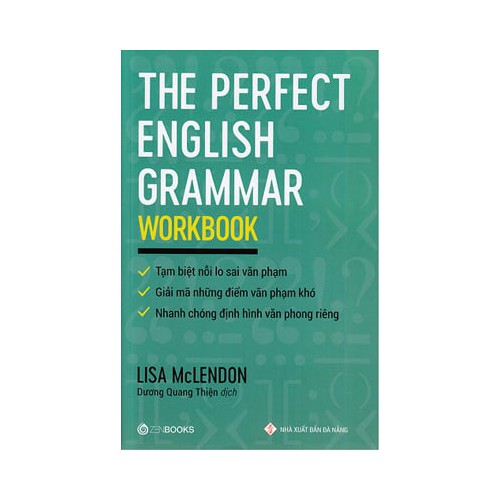 THE PERFECT
ENGLISH
GRAMMAR
WORKBOOK
Tạm biệt nỗi lo sai văn phạm
Giải mã những điểm văn phạm khó
Nhanh chóng định hình văn phong riêng
LISA McLENDON
Dương Quang Thiện dịch
ZENBOOKS
NHÀ XUẤT BẢN ĐÀ NẴNG